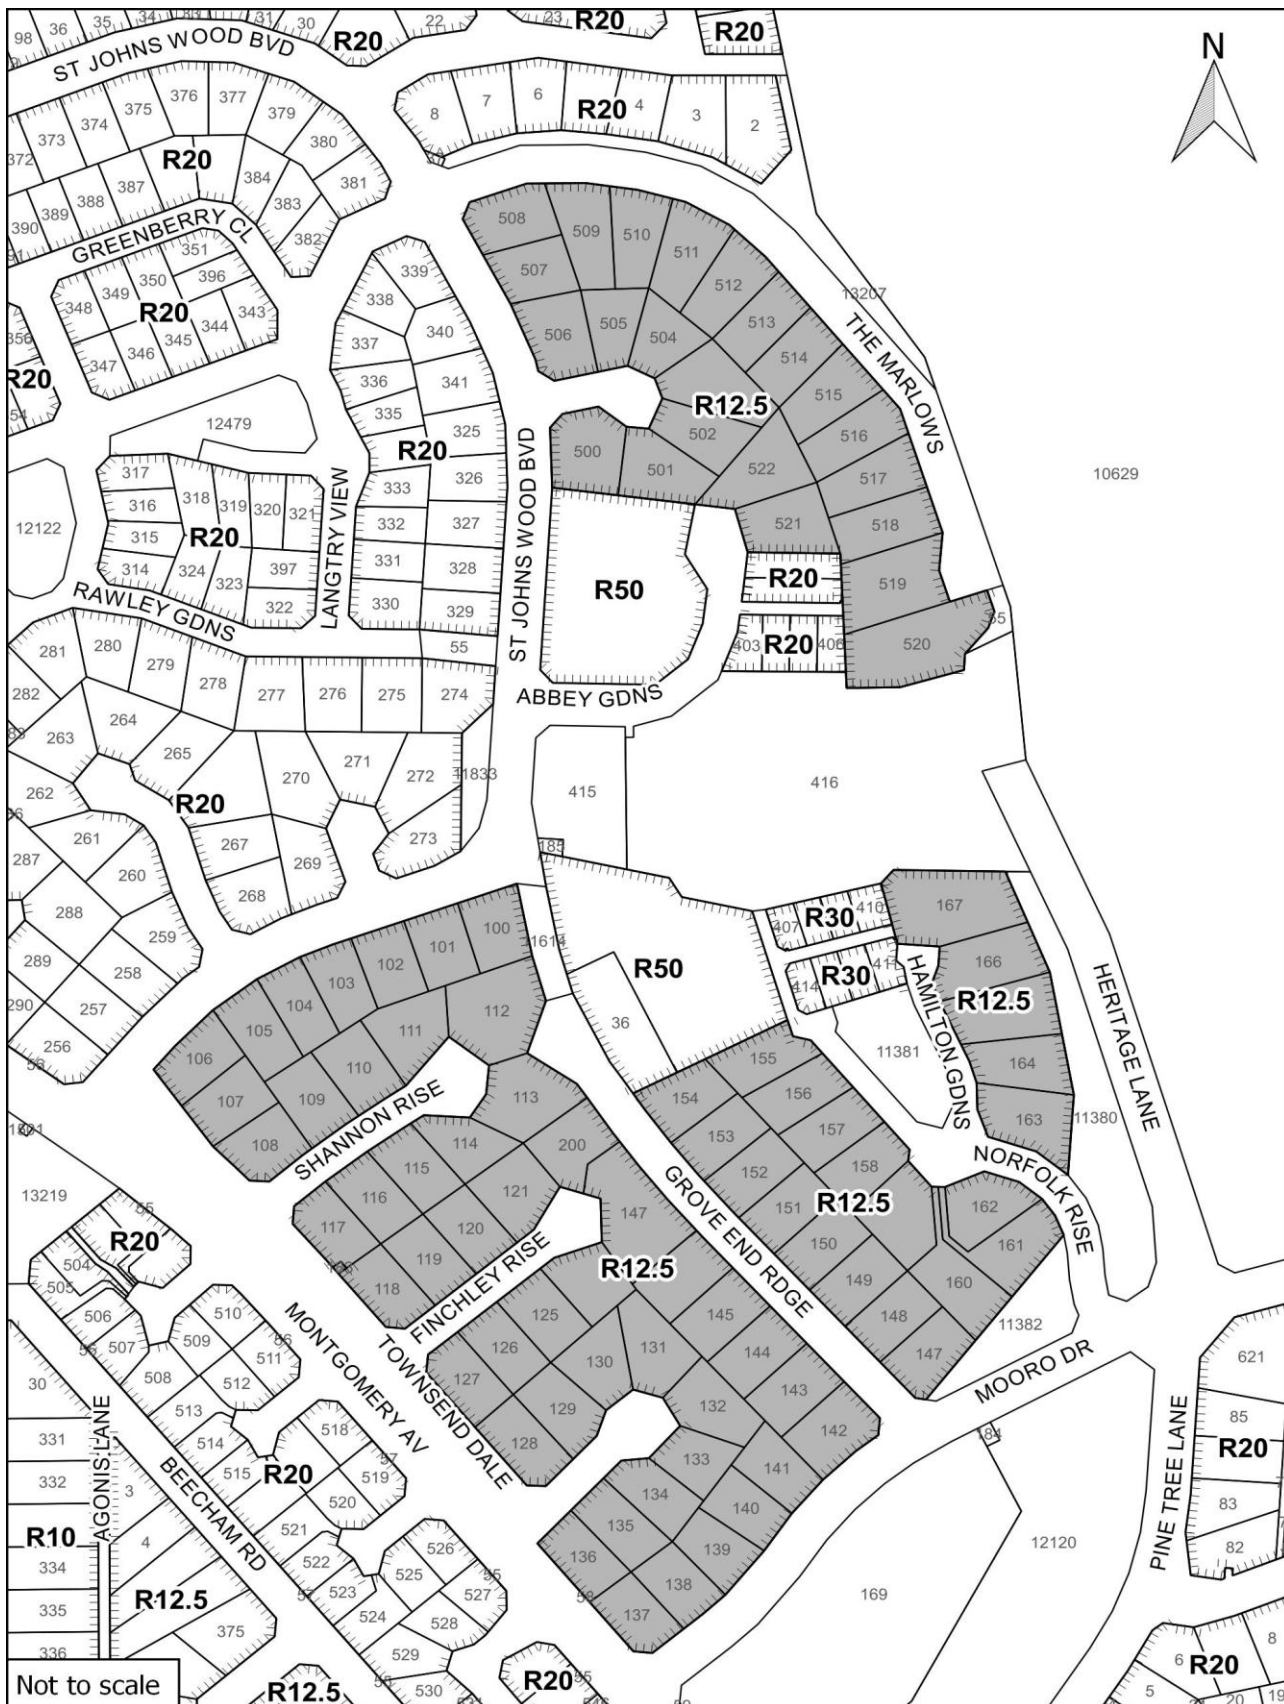 98 36 35 34 31 30 R20 22 23 R20 R20
ST JOHNS WOOD BVD
N
376 377 379 380 381
375 374 373 372
8 7 6 R20 4 3 2
R20
384 383 382
387 388 389 390
GREENBERRY CL
351 350 396 349 348 R20 343 344 345 346 347
339 338 340 337 336 341 335 R20 325 333 326 332 327 331 328 330 329 55
508 509 510 511 507 512 513 506 505 504 514 515 516
R12.5
502 500 501 522 517 518 521 519 520
13207
THE MARLOWS
10629
356
R20
54
12479
12122
317 316 318 319 320 321 315 R20 314 324 323 397 322
LANGTRY VIEW
RAWLEY GDNS
ST JOHNS WOOD BVD
R50
R20
403 R20 406
55
ABBEY GDNS
281 280 279 278 277 276 275 274
282 264 263 265 270 271 272 11833
262 R20 267 273
261 269 287 260 268
288 259 289 258 290 257 256
415 416
185
100 101 102 103 104 105 106 112 111 110 107 109 108
R50
36
407 R30 410
414 R30 411
167 166
R12.5
164 163
HAMILTON GDNS
11381
HERITAGE LANE
11380
SHANNON RISE
113 114 200 115 116 121 117 120 119 118
155 154 156 153 157 152 158 151 R12.5 150 149 148 147 160 161 162
NORFOLK RISE
GROVE END RDGE
FINCHLEY RISE
147
R12.5
125 126 127 128 129 130 131 145 144 143 132 142 133 141 134 140 135 139 136 138 137
11382
MOORO DR
13219
55
R20
504 505 506 507 510 509 56 511 508 512 513
MONTGOMERY AV
TOWNSEND DALE
514 515 R20 518 57 519 520 521 522 523 524 525 526 527 528 529 530
30 331 332 R10 334 335 336
AGONIS LANE
3 4
R12.5
375
BEECHAM RD
R12.5
R20
184
12120
169
PINE TREE LANE
621 85 R20 83 82
6 R20 8 5 20 19
Not to scale